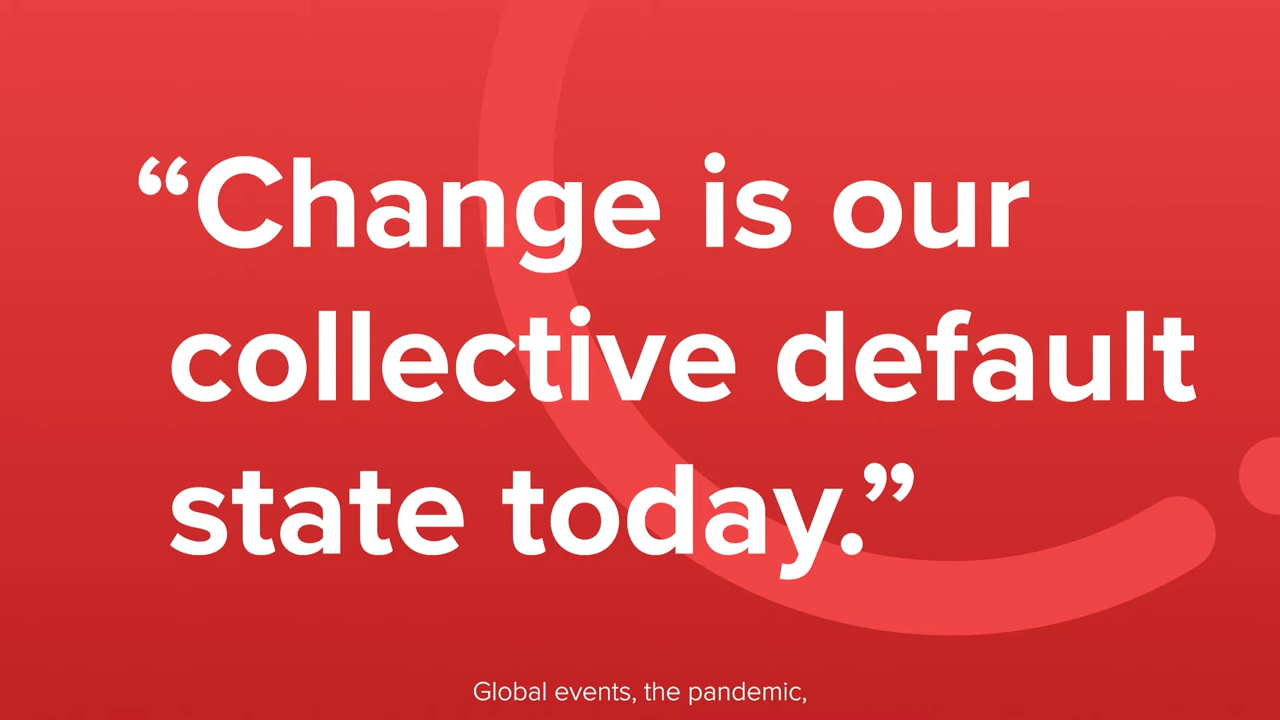 “Change is our
collective default
state today.”
Global events, the pandemic,